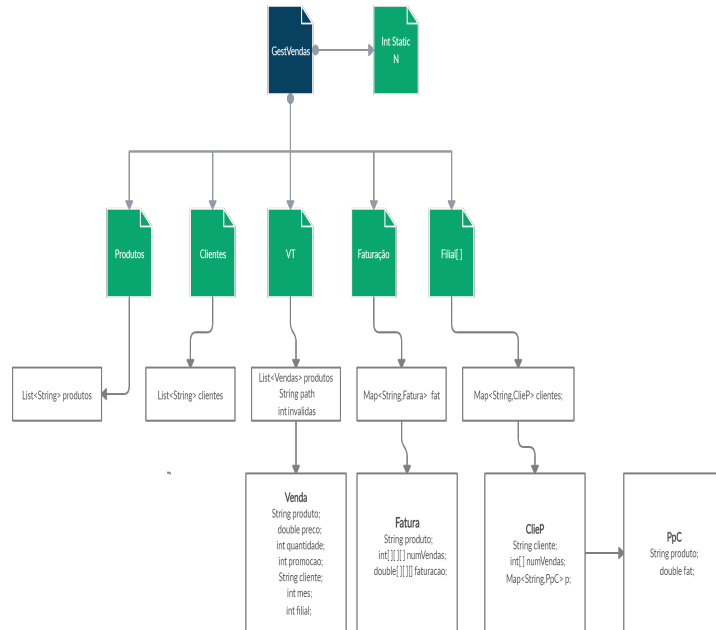 GestVendas
Int Static
N
Produtos
Clientes
VT
Faturação
Filial[ ]
List<String> produtos
List<String> clientes
List<Vendas> produtos
String path
int invalidas
Map<String,Fatura> fat
Map<String,ClieP> clientes;
Venda
String produto;
double preco;
int quantidade;
int promocao;
String cliente;
int mes;
int filial;
Fatura
String produto;
int[ ][ ][ ] numVendas;
double[ ][ ][ ] faturacao;
ClieP
String cliente;
int[ ] numVendas;
Map<String,PpC> p;
PpC
String produto;
double fat;